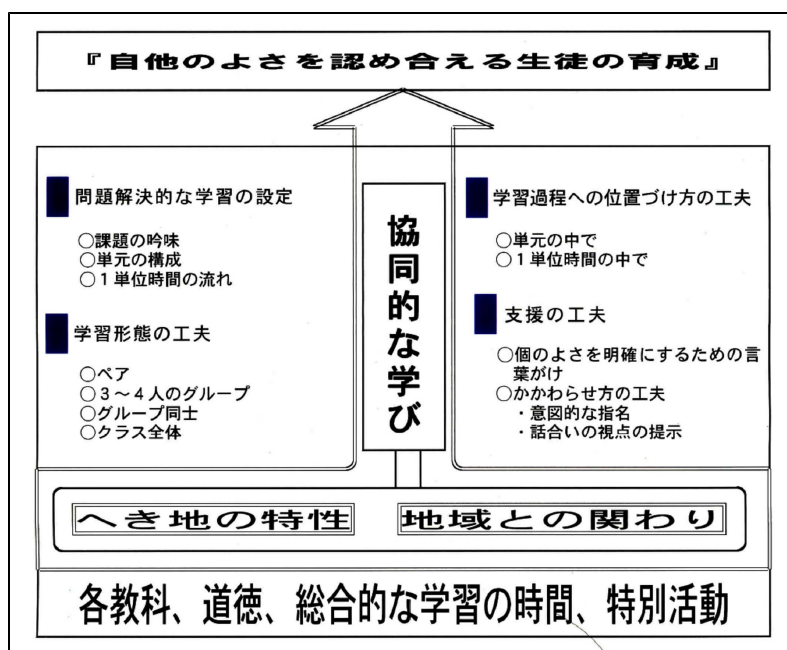 『自他のよさを認め合える生徒の育成』
問題解決的な学習の設定
○課題の吟味
○単元の構成
○1単位時間の流れ
学習形態の工夫
○ペア
○3～4人のグループ
○グループ同士
○クラス全体
協同的な学び
学習過程への位置づけ方の工夫
○単元の中で
○1単位時間の中で
支援の工夫
○個のよさを明確にするための言
葉がけ
○かかわらせ方の工夫
・意図的な指名
・話合いの視点の提示
へき地の特性
地域との関わり
各教科、道徳、総合的な学習の時間、特別活動